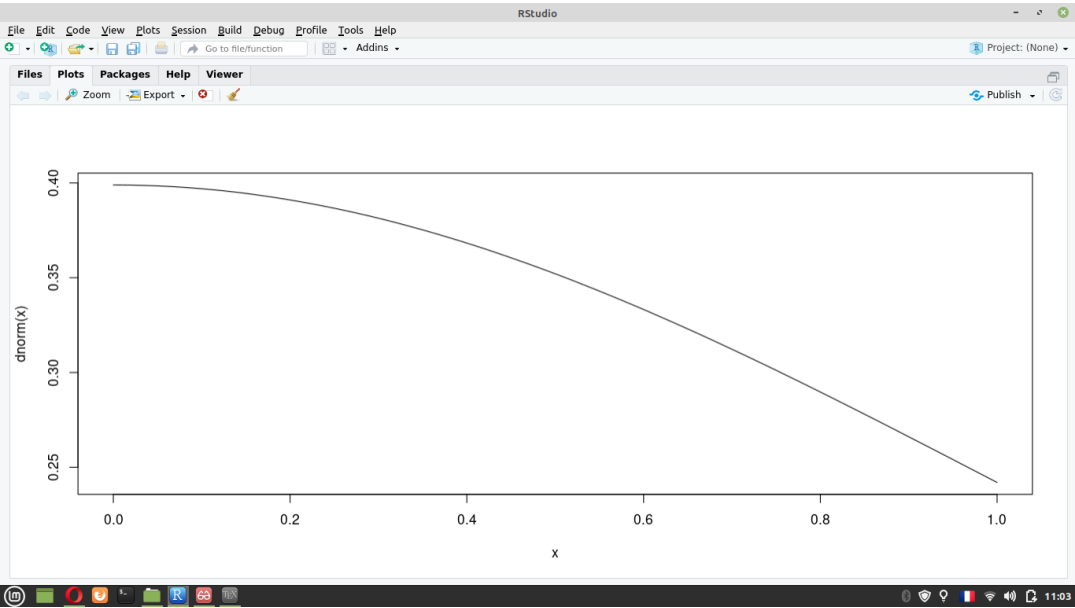 RStudio
File Edit Code View Plots Session Build Debug Profile Tools Help
Go to file/function Addins Project: (None)
Files Plots Packages Help Viewer
Zoom Export Publish
0.40
0.35
0.30
0.25
dnorm(x)
0.0 0.2 0.4 0.6 0.8 1.0
x
lm $_ R TEX 11:03